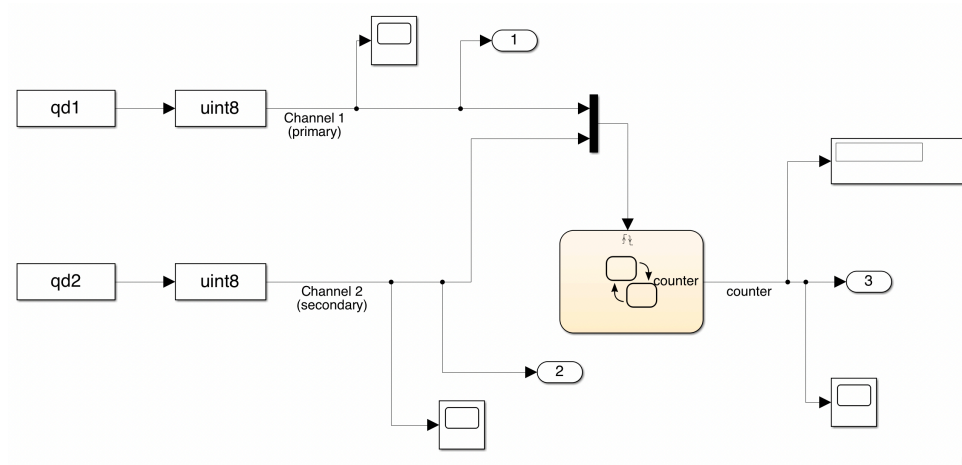 1
qd1
uint8
Channel 1
(primary)
qd2
uint8
Channel 2
(secondary)
counter
counter
3
2